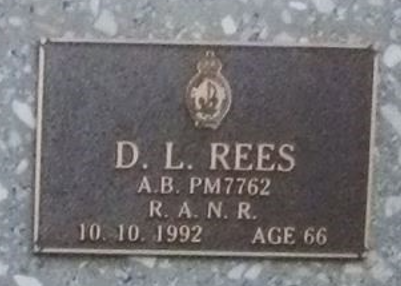 D. L. REES
A.B. PM7762
R. A. N. R.
10. 10. 1992 AGE 66